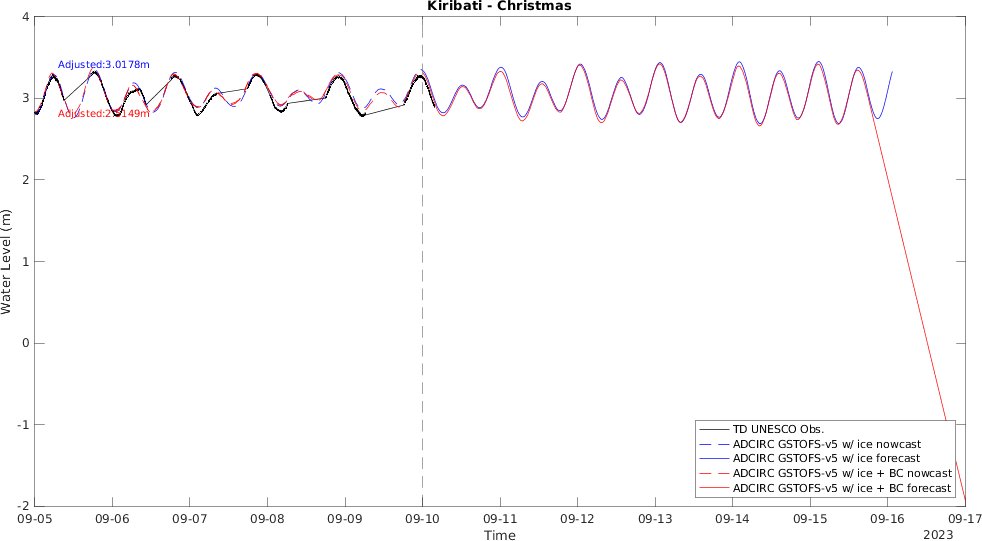 Kiribati - Christmas
4
3
2
1
0
-1
-2
Water Level (m)
Adjusted:3.0178m
TD UNESCO Obs.
ADCIRC GSTOFS-v5 w/ ice nowcast
ADCIRC GSTOFS-v5 w/ ice forecast
ADCIRC GSTOFS-v5 w/ ice + BC nowcast
ADCIRC GSTOFS-v5 w/ ice + BC forecast
09-05 09-06 09-07 09-08 09-09 09-10 09-11 09-12 09-13 09-14 09-15 09-16 09-17
Time
2023